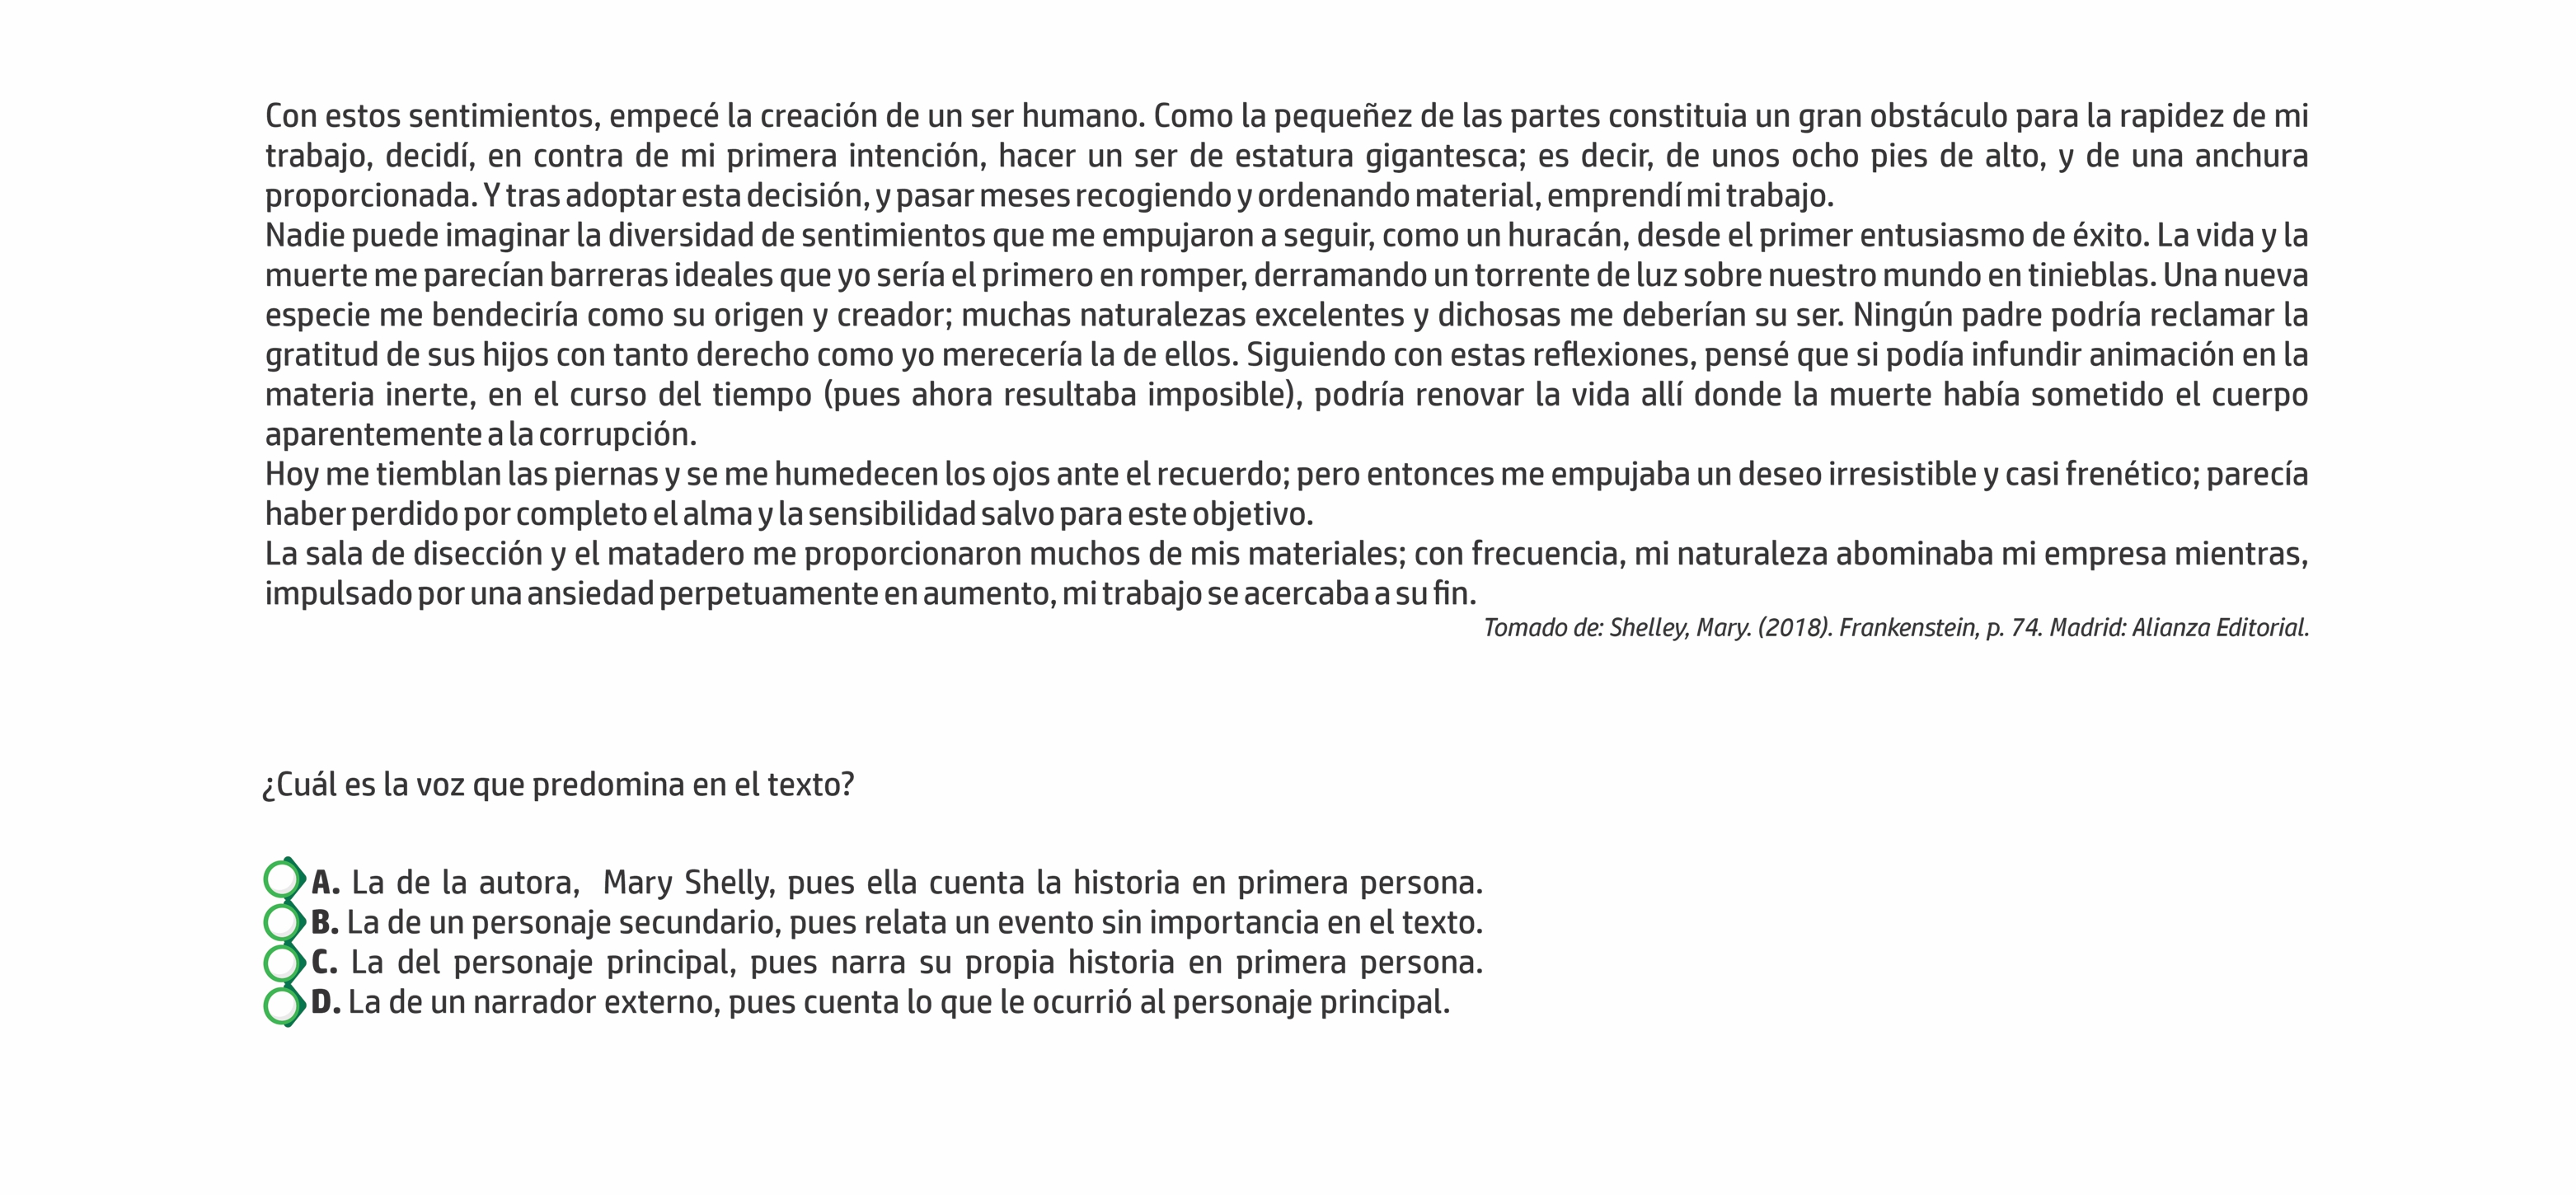 Con estos sentimientos, empecé la creación de un ser humano. Como la pequeñez de las partes constituia un gran obstáculo para la rapidez de mi
trabajo, decidí, en contra de mi primera intención, hacer un ser de estatura gigantesca; es decir, de unos ocho pies de alto, y de una anchura
proporcionada. Y tras adoptar esta decisión, y pasar meses recogiendo y ordenando material, emprendí mi trabajo.
Nadie puede imaginar la diversidad de sentimientos que me empujaron a seguir, como un huracán, desde el primer entusiasmo de éxito. La vida y la
muerte me parecían barreras ideales que yo sería el primero en romper, derramando un torrente de luz sobre nuestro mundo en tinieblas. Una nueva
especie me bendeciría como su origen y creador; muchas naturalezas excelentes y dichosas me deberían su ser. Ningún padre podría reclamar la
gratitud de sus hijos con tanto derecho como yo merecería la de ellos. Siguiendo con estas reflexiones, pensé que si podía infundir animación en la
materia inerte, en el curso del tiempo (pues ahora resultaba imposible), podría renovar la vida allí donde la muerte había sometido el cuerpo
aparentemente a la corrupción.
Hoy me tiemblan las piernas y se me humedecen los ojos ante el recuerdo; pero entonces me empujaba un deseo irresistible y casi frenético; parecía
haber perdido por completo el alma y la sensibilidad salvo para este objetivo.
La sala de disección y el matadero me proporcionaron muchos de mis materiales; con frecuencia, mi naturaleza abominaba mi empresa mientras,
impulsado por una ansiedad perpetuamente en aumento, mi trabajo se acercaba a su fin.
Tomado de: Shelley, Mary. (2018). Frankenstein, p. 74. Madrid: Alianza Editorial.
¿Cuál es la voz que predomina en el texto?
A. La de la autora, Mary Shelly, pues ella cuenta la historia en primera persona.
B. La de un personaje secundario, pues relata un evento sin importancia en el texto.
C. La del personaje principal, pues narra su propia historia en primera persona.
D. La de un narrador externo, pues cuenta lo que le ocurrió al personaje principal.